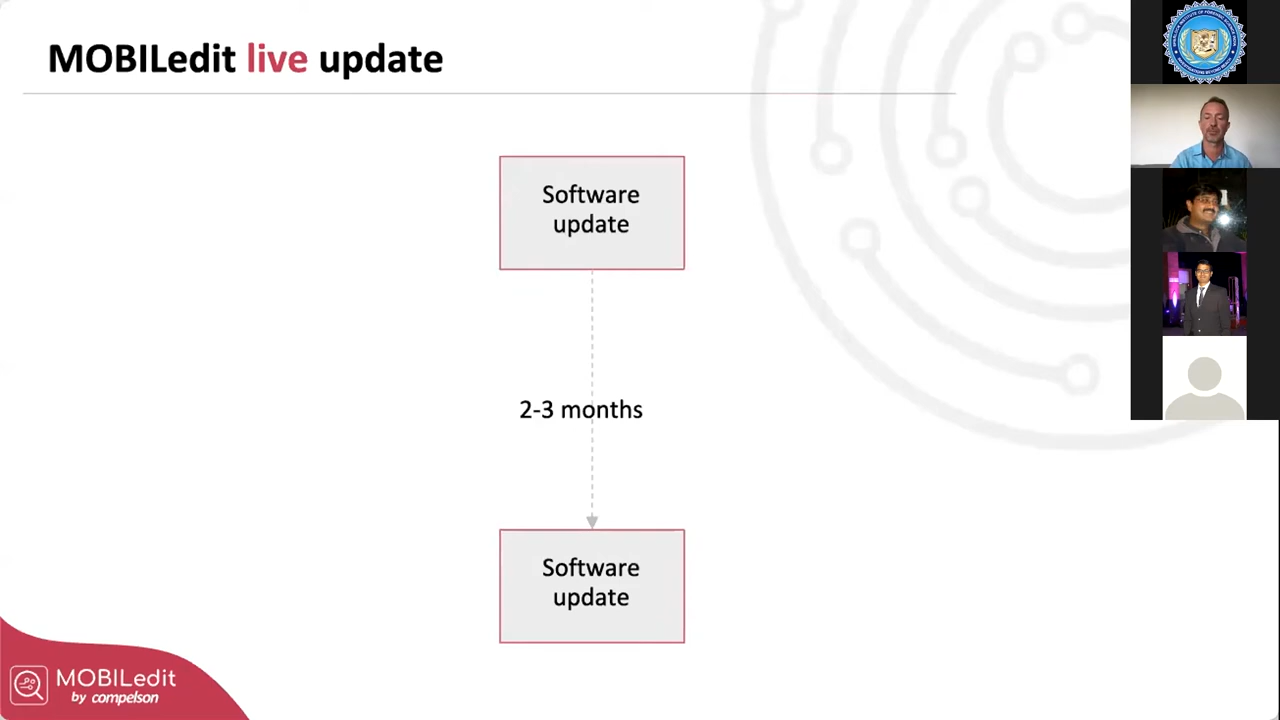 MOBILedit live update
Software
update
2-3 months
Software
update
MOBILedit
by compelson